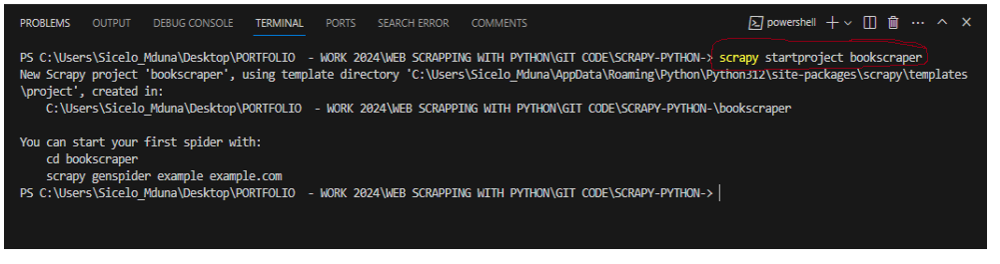 PROBLEMS OUTPUT DEBUG CONSOLE TERMINAL PORTS SEARCH ERROR COMMENTS powershell
PS C:\Users\Sicelo_Mduna\Desktop\PORTFOLIO  - WORK 2024\WEB SCRAPPING WITH PYTHON\GIT CODE\SCRAPY-PYTHON-> scrapy startproject bookscraper
New Scrapy project 'bookscraper', using template directory 'C:\Users\Sicelo_Mduna\AppData\Roaming\Python\Python312\site-packages\scrapy\templates
\project', created in:
    C:\Users\Sicelo_Mduna\Desktop\PORTFOLIO  - WORK 2024\WEB SCRAPPING WITH PYTHON\GIT CODE\SCRAPY-PYTHON-\bookscraper
You can start your first spider with:
    cd bookscraper
    scrapy genspider example example.com
PS C:\Users\Sicelo_Mduna\Desktop\PORTFOLIO  - WORK 2024\WEB SCRAPPING WITH PYTHON\GIT CODE\SCRAPY-PYTHON->